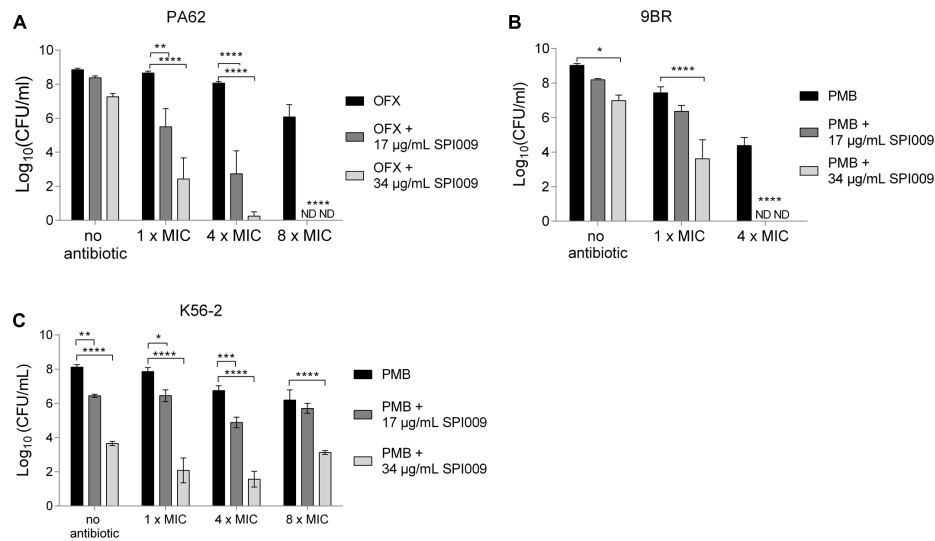 A
PA62
**
****
****
****
****
ND ND
10
8
6
4
2
0
Log10(CFU/ml)
no
antibiotic
1 x MIC
4 x MIC
8 x MIC
OFX
OFX +
17 µg/mL SPI009
OFX +
34 µg/mL SPI009
B
9BR
*
****
****
ND ND
10
8
6
4
2
0
Log10(CFU/ml)
no
antibiotic
1 x MIC
4 x MIC
PMB
PMB +
17 µg/mL SPI009
PMB +
34 µg/mL SPI009
C
K56-2
**
****
*
****
***
****
****
10
8
6
4
2
0
Log10(CFU/mL)
no
antibiotic
1 x MIC
4 x MIC
8 x MIC
PMB
PMB +
17 µg/mL SPI009
PMB +
34 µg/mL SPI009